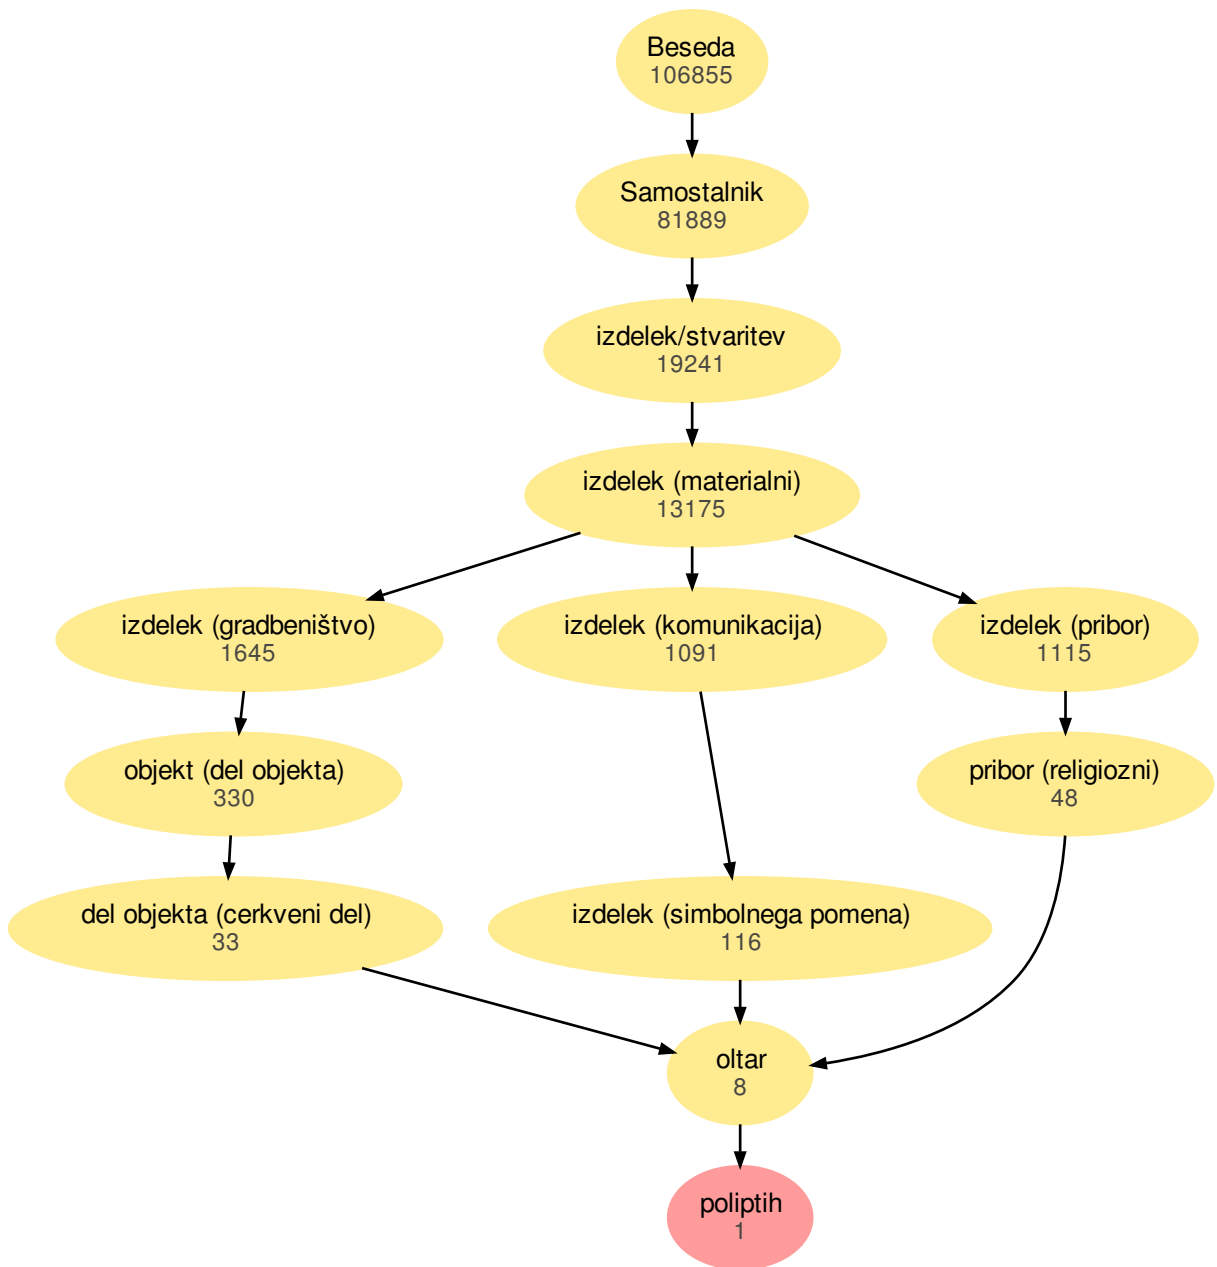 Beseda
106855
Samostalnik
81889
izdelek/stvaritev
19241
izdelek (materialni)
13175
izdelek (gradbeništvo)
1645
izdelek (komunikacija)
1091
izdelek (pribor)
1115
objekt (del objekta)
330
pribor (religiozni)
48
del objekta (cerkveni del)
33
izdelek (simbolnega pomena)
116
oltar
8
poliptih
1